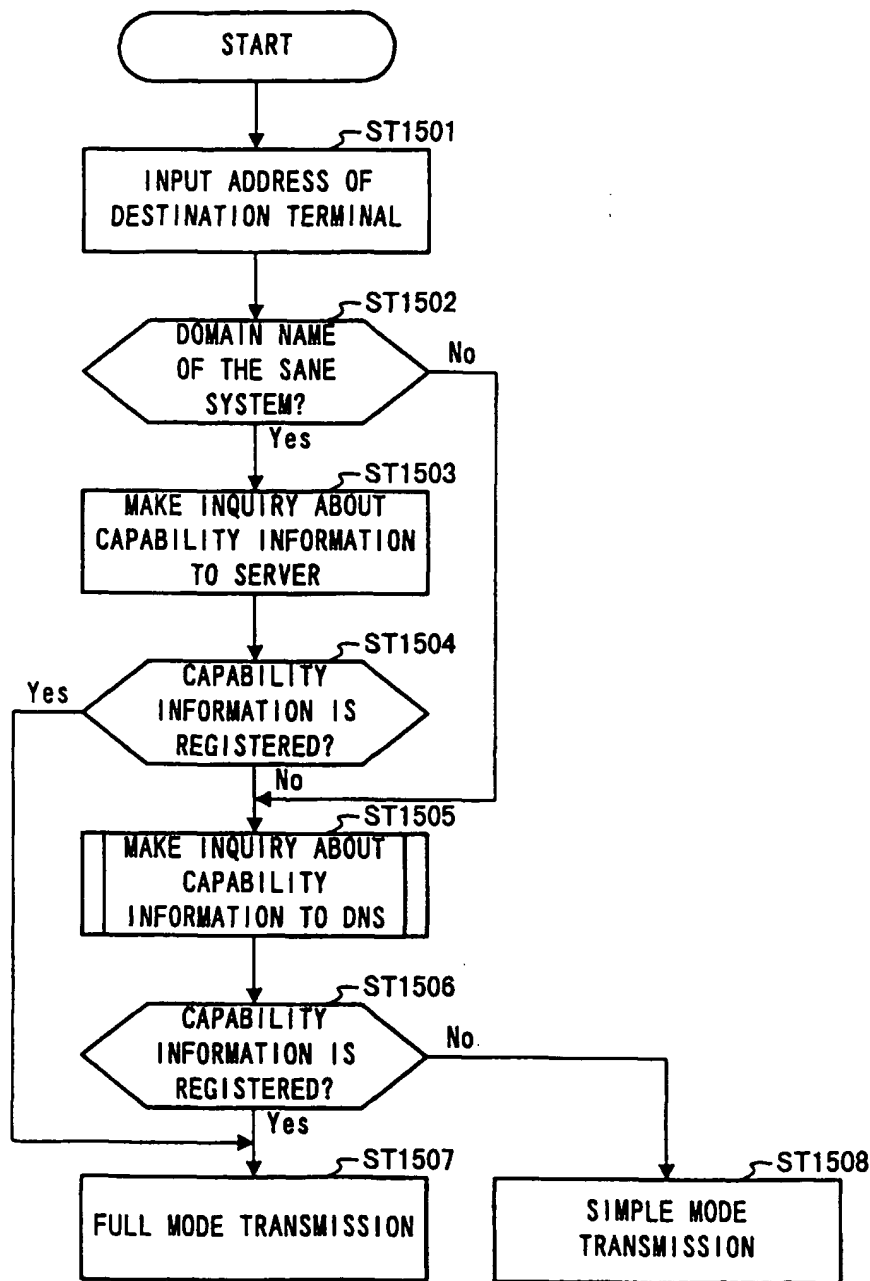 START
ST1501
INPUT ADDRESS OF
DESTINATION TERMINAL
ST1502
DOMAIN NAME
OF THE SANE
SYSTEM?
No
Yes
ST1503
MAKE INQUIRY ABOUT
CAPABILITY INFORMATION
TO SERVER
ST1504
CAPABILITY
INFORMATION IS
REGISTERED?
Yes
No
ST1505
MAKE INQUIRY ABOUT
CAPABILITY
INFORMATION TO DNS
ST1506
CAPABILITY
INFORMATION IS
REGISTERED?
No
Yes
ST1507
FULL MODE TRANSMISSION
ST1508
SIMPLE MODE
TRANSMISSION